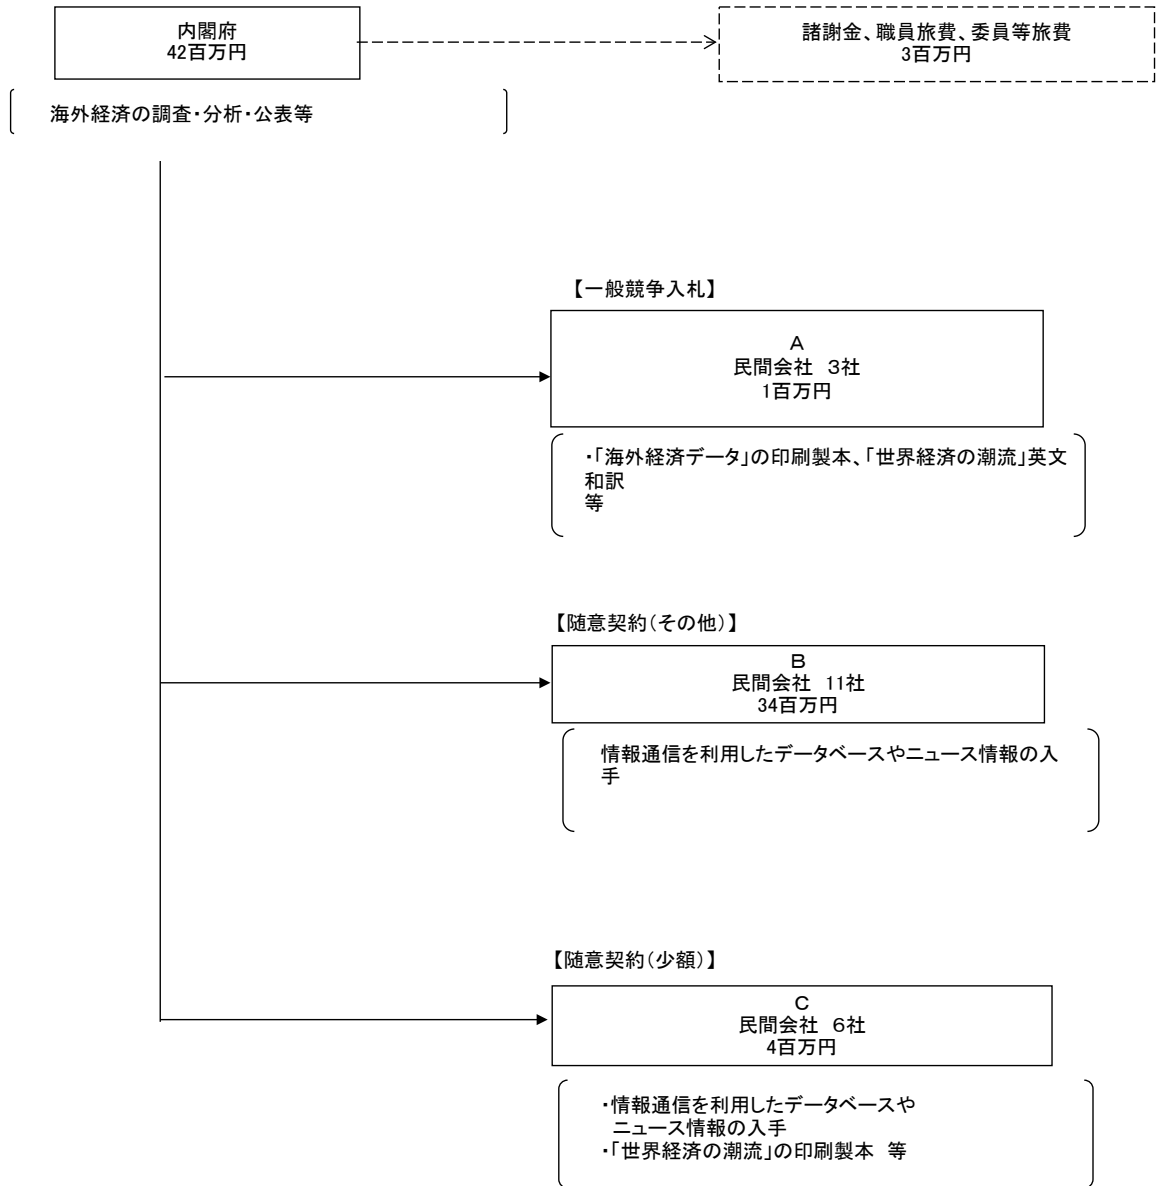 内閣府
42百万円
諸謝金、職員旅費、委員等旅費
3百万円
海外経済の調査・分析・公表等
【一般競争入札】
A
民間会社　3社
1百万円
・「海外経済データ」の印刷製本、「世界経済の潮流」英文
和訳
等
【随意契約（その他）】
B
民間会社　11社
34百万円
情報通信を利用したデータベースやニュース情報の入
手
【随意契約（少額）】
C
民間会社　6社
4百万円
・情報通信を利用したデータベースや
ニュース情報の入手
・「世界経済の潮流」の印刷製本　等